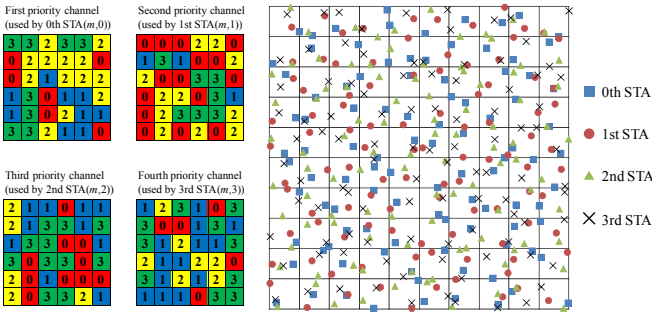 First priority channel
(used by 0th STA(m,0))
3 3 2 3 3 2
0 2 2 2 2 0
0 2 1 2 2 2
1 3 0 1 1 2
1 3 0 2 1 1
3 3 2 1 1 0
Second priority channel
(used by 1st STA(m,1))
0 0 0 2 2 0
1 3 1 0 0 2
2 0 0 3 3 0
0 2 2 0 3 1
0 2 3 3 3 2
0 2 0 2 0 2
Third priority channel
(used by 2nd STA(m,2))
2 1 1 0 1 1
2 1 3 3 1 3
1 3 3 0 0 1
3 0 3 3 0 3
2 0 1 0 0 0
2 0 3 3 2 1
Fourth priority channel
(used by 3rd STA(m,3))
1 2 3 1 0 3
3 0 0 1 3 1
3 1 2 1 1 3
2 1 1 2 2 0
3 1 2 1 2 3
1 1 1 0 3 3
0th STA
1st STA
2nd STA
3rd STA